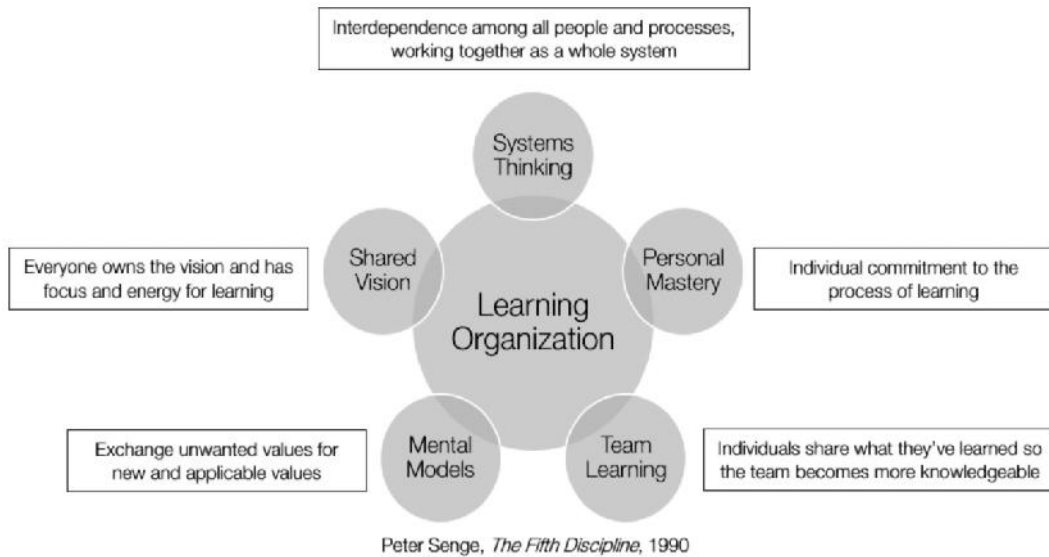 Interdependence among all people and processes,
working together as a whole system
Systems
Thinking
Everyone owns the vision and has
focus and energy for learning
Shared
Vision
Personal
Mastery
Individual commitment to the
process of learning
Learning
Organization
Exchange unwanted values for
new and applicable values
Mental
Models
Team
Learning
Individuals share what they've learned so
the team becomes more knowledgeable
Peter Senge, The Fifth Discipline, 1990